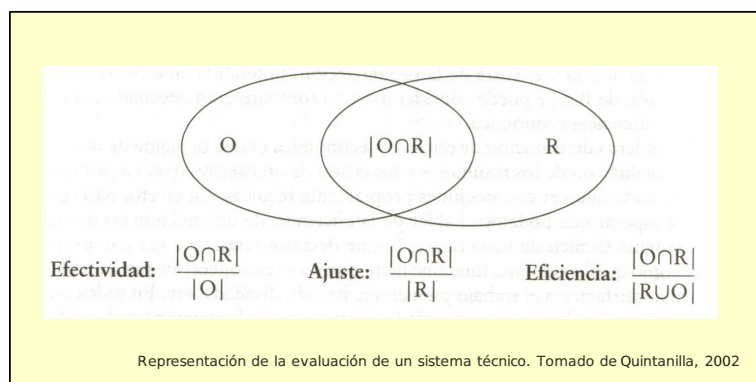 O |O∩R| R
Efectividad: |O∩R| / |O| Ajuste: |O∩R| / |R| Eficiencia: |O∩R| / |R∪O|
Representación de la evaluación de un sistema técnico. Tomado de Quintanilla, 2002